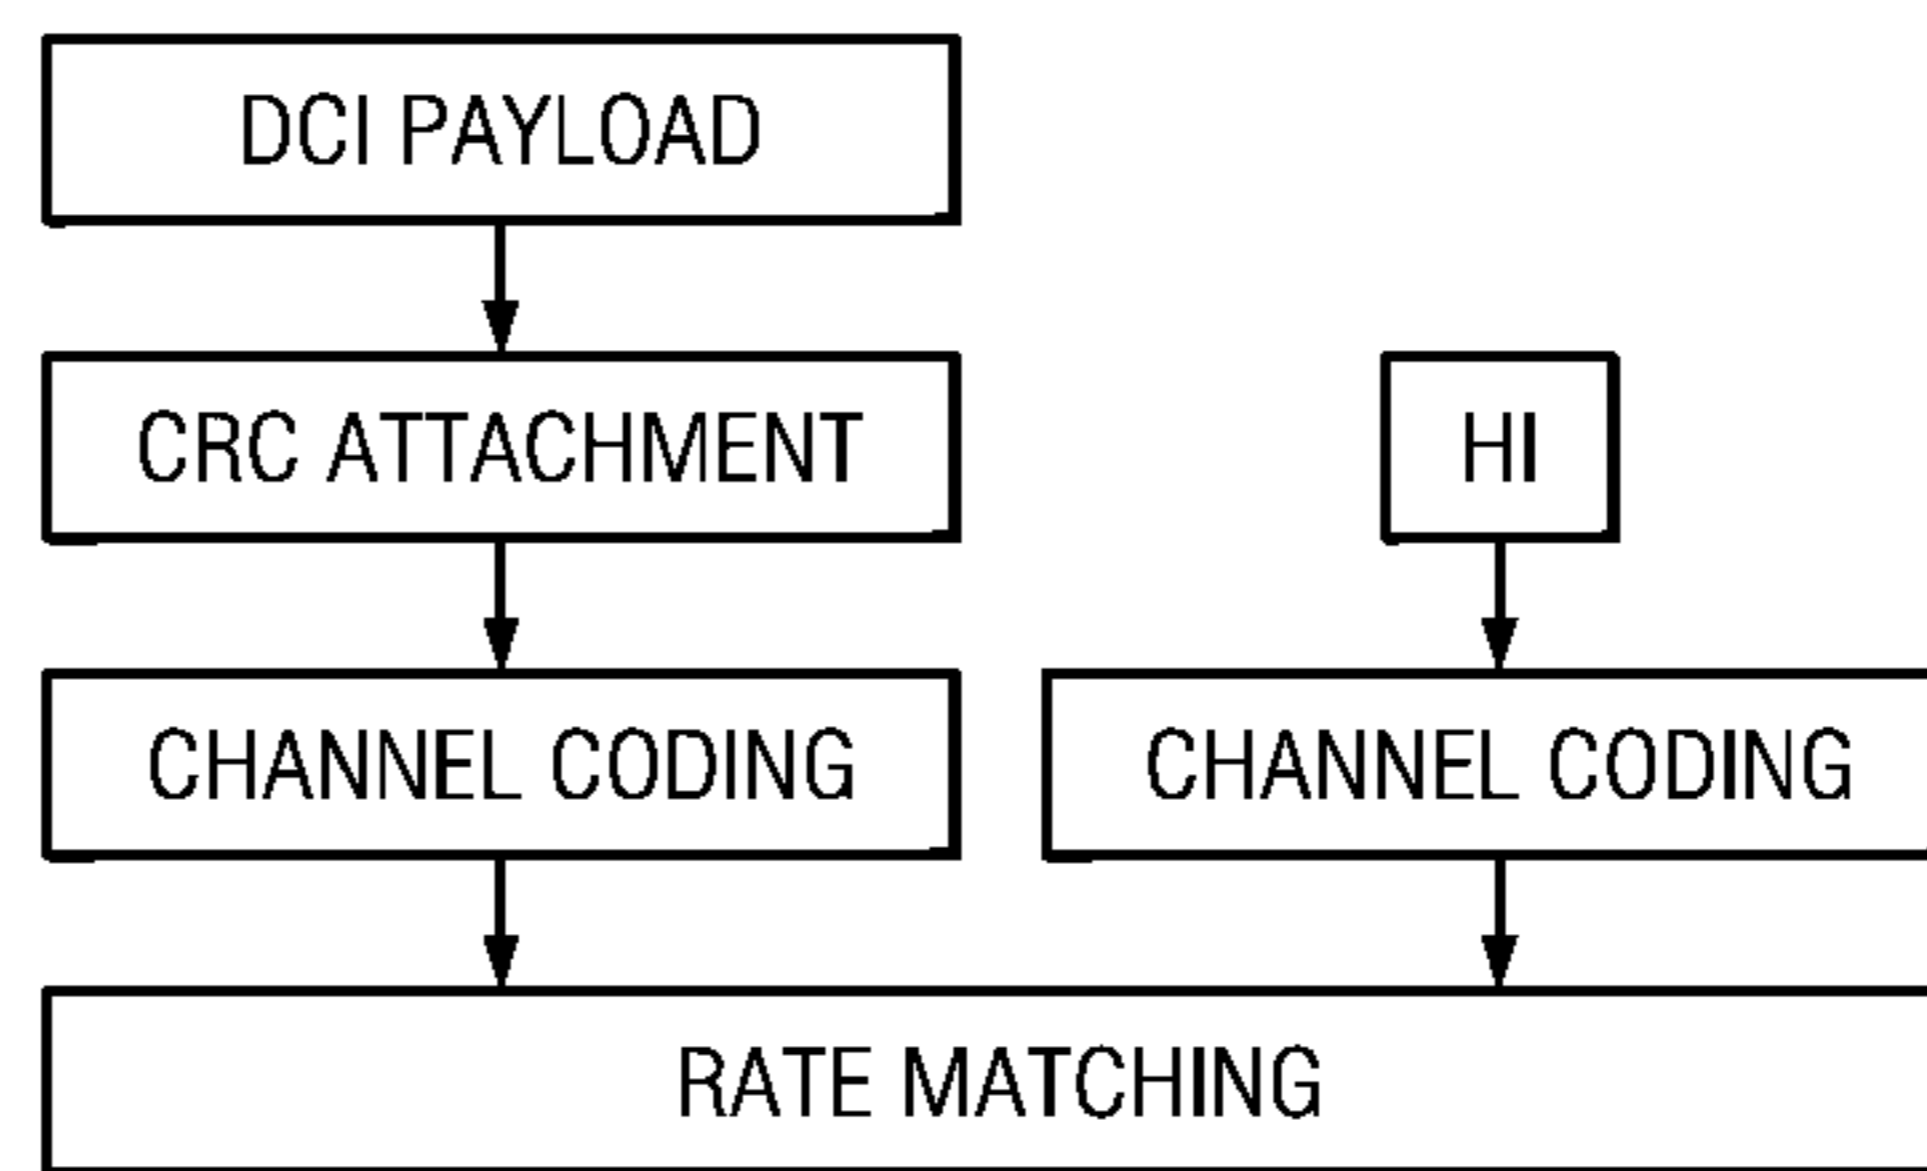 DCI PAYLOAD
CRC ATTACHMENT
HI
CHANNEL CODING
CHANNEL CODING
RATE MATCHING